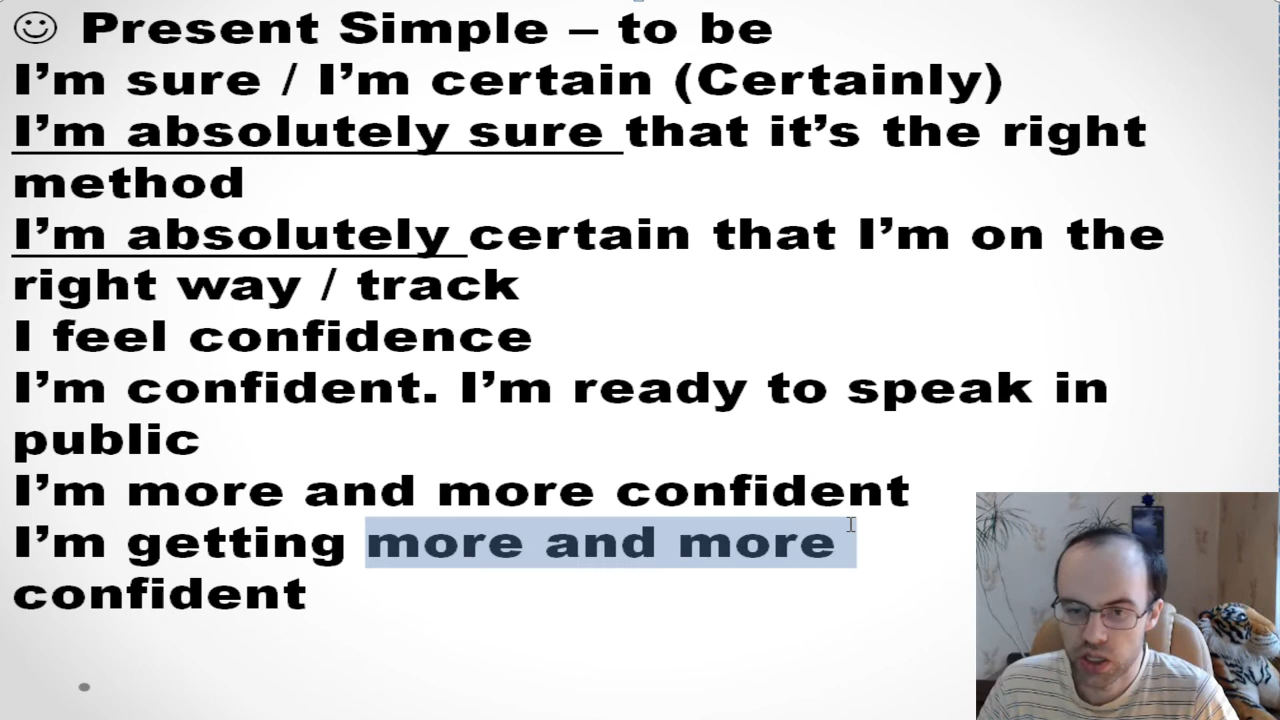 ☺ Present Simple – to be
I’m sure / I’m certain (Certainly)
I’m absolutely sure that it’s the right
method
I’m absolutely certain that I’m on the
right way / track
I feel confidence
I’m confident. I’m ready to speak in
public
I’m more and more confident
I’m getting more and more
confident